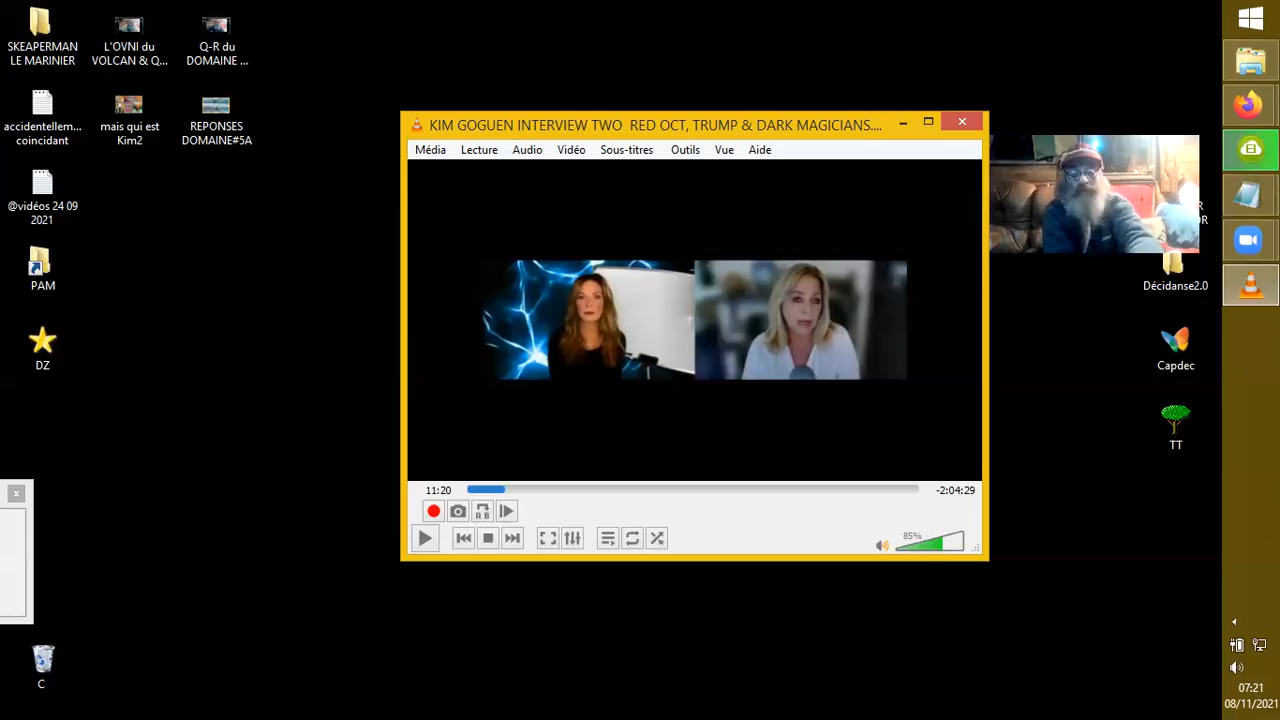 SKEAPERMAN
LE MARINIER
L'OVNI du
VOLCAN & Q...
Q-R du
DOMAINE ...
accidentellem...
coincidant
mais qui est
Kim2
REPONSES
DOMAINE#5A
@vidéos 24 09
2021
PAM
DZ
C
KIM GOGUEN INTERVIEW TWO  RED OCT, TRUMP & DARK MAGICIANS....
Média Lecture Audio Vidéo Sous-titres Outils Vue Aide
11:20
-2:04:29
A B
85%
R
OR
Décidanse2.0
Capdec
TT
07:21
08/11/2021